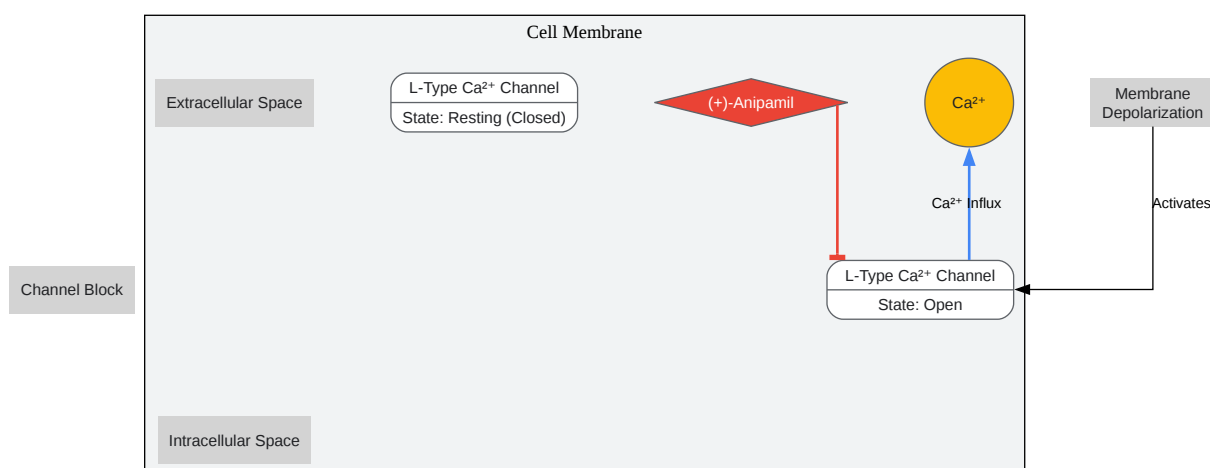 Cell Membrane
Extracellular Space
L-Type Ca²⁺ Channel
State: Resting (Closed)
(+)-Anipamil
Ca²⁺
Membrane
Depolarization
Ca²⁺ Influx
Activates
Channel Block
L-Type Ca²⁺ Channel
State: Open
Intracellular Space